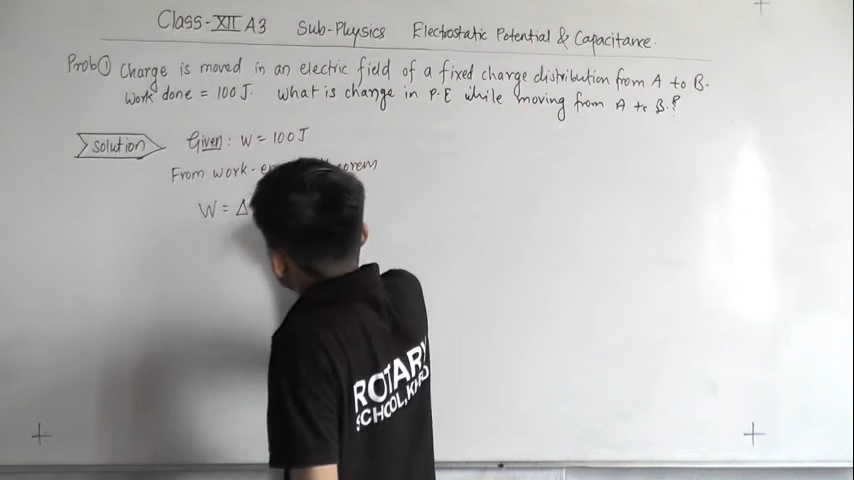 Class-XII A3 Sub-Physics Electrostatic Potential & Capacitance.
Prob① Charge is moved in an electric field of a fixed charge distribution from A to B.
Work done = 100J. What is change in P.E while moving from A to B.?
Solution Given: W = 100J
From work-
W = Δ
ROTARY
SCHOOL,